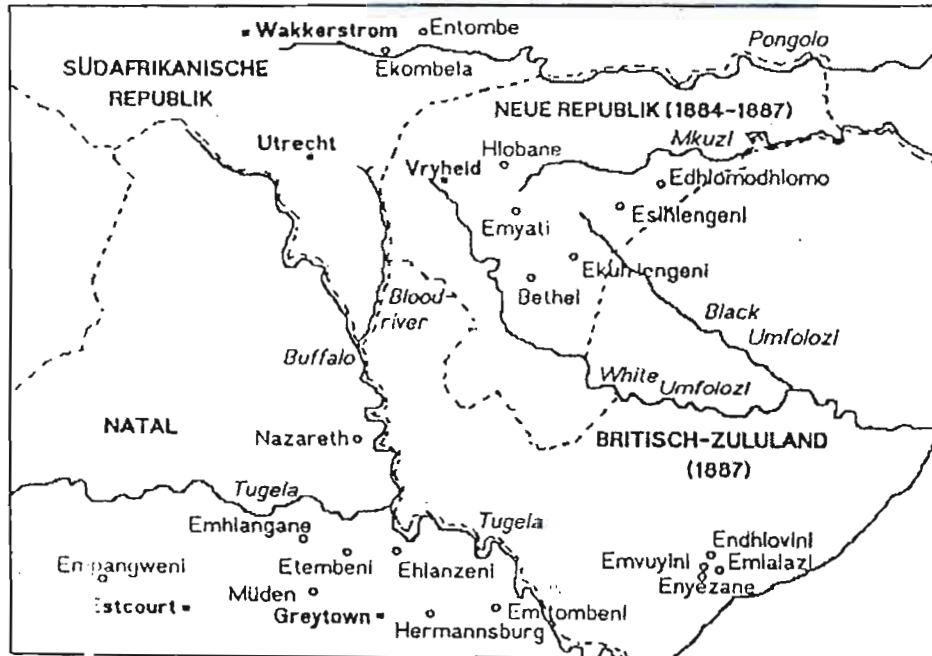 Wakkerstrom
Entombe
Ekombela
Pongolo
SÜDAFRIKANISCHE
REPUBLIK
NEUE REPUBLIK (1884-1887)
Utrecht
Hlobane
Mkuzi
Vryheid
Edhlomodhlomo
Emyati
Esihlengeni
Bethel
Blood-
river
Black
Umfolozi
Buffalo
White
Umfolozi
NATAL
Nazareth
BRITISCH-ZULULAND
(1887)
Tugela
Tugela
Emhlangane
Etembeni
Ehlanzeni
Endhlovini
Emvuyini
Emlalazi
Enyezane
Müden
Greytown
Hermannsburg